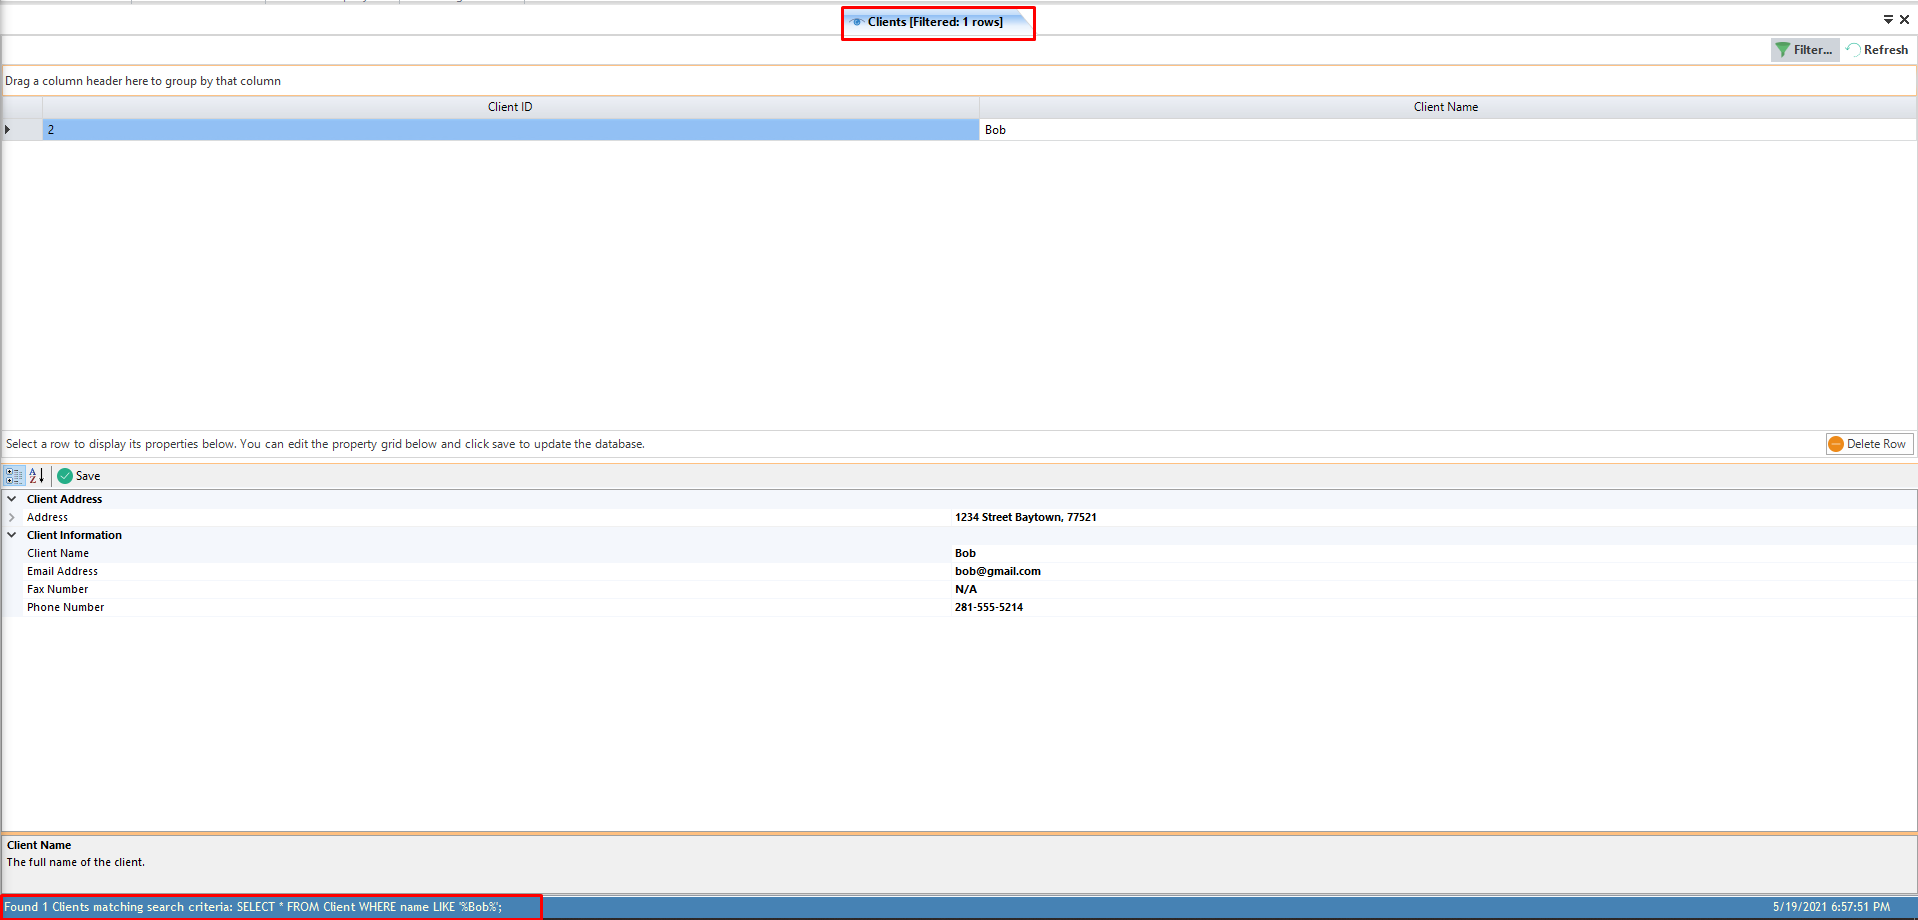 Clients [Filtered: 1 rows]
Filter... Refresh
Drag a column header here to group by that column
Client ID Client Name
2 Bob
Select a row to display its properties below. You can edit the property grid below and click save to update the database. Delete Row
A Z Save
Client Address
Address 1234 Street Baytown, 77521
Client Information
Client Name Bob
Email Address bob@gmail.com
Fax Number N/A
Phone Number 281-555-5214
Client Name
The full name of the client.
Found 1 Clients matching search criteria: SELECT * FROM Client WHERE name LIKE '%Bob%'; 5/19/2021 6:57:51 PM